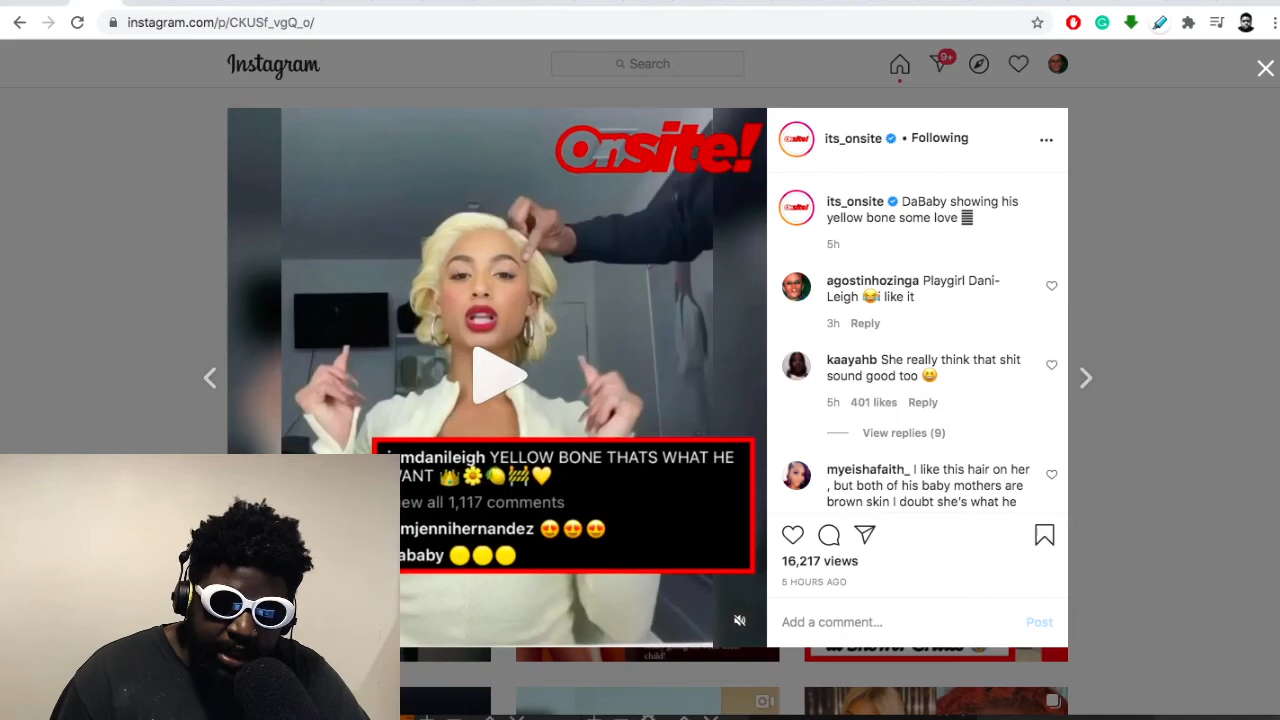 instagram.com/p/CKUSf_vgQ_o/
Instagram
Search
9+
Onsite!
its_onsite • Following
its_onsite DaBaby showing his
yellow bone some love
5h
agostinhozinga Playgirl Dani-
Leigh 😂i like it
3h Reply
kaayahb She really think that shit
sound good too 😆
5h 401 likes Reply
View replies (9)
myeishafaith_ I like this hair on her
, but both of his baby mothers are
brown skin I doubt she's what he
mdanileigh YELLOW BONE THATS WHAT HE
WANT 👑🌼🍋🚧💛
ew all 1,117 comments
mjennihernandez 😍😍😍
ababy 🟡🟡🟡
16,217 views
5 HOURS AGO
Add a comment... Post
child'